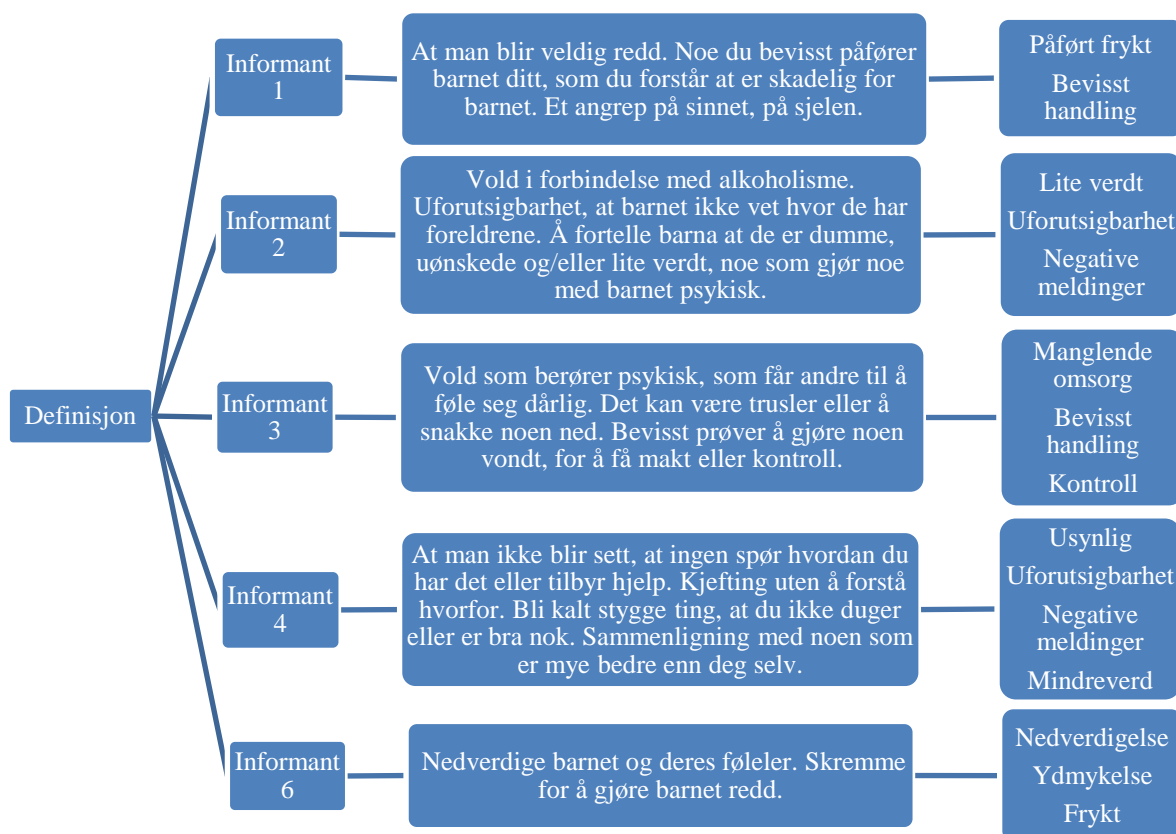 Definisjon
Informant
1
At man blir veldig redd. Noe du bevisst påfører
barnet ditt, som du forstår at er skadelig for
barnet. Et angrep på sinnet, på sjelen.
Påført frykt
Bevisst
handling
Informant
2
Vold i forbindelse med alkoholisme.
Uforutsigbarhet, at barnet ikke vet hvor de har
foreldrene. Å fortelle barna at de er dumme,
uønskede og/eller lite verdt, noe som gjør noe
med barnet psykisk.
Lite verdt
Uforutsigbarhet
Negative
meldinger
Informant
3
Vold som berører psykisk, som får andre til å
føle seg dårlig. Det kan være trusler eller å
snakke noen ned. Bevisst prøver å gjøre noen
vondt, for å få makt eller kontroll.
Manglende
omsorg
Bevisst
handling
Kontroll
Informant
4
At man ikke blir sett, at ingen spør hvordan du
har det eller tilbyr hjelp. Kjefting uten å forstå
hvorfor. Bli kalt stygge ting, at du ikke duger
eller er bra nok. Sammenligning med noen som
er mye bedre enn deg selv.
Usynlig
Uforutsigbarhet
Negative
meldinger
Mindreverd
Informant
6
Nedverdige barnet og deres føleler. Skremme
for å gjøre barnet redd.
Nedverdigelse
Ydmykelse
Frykt